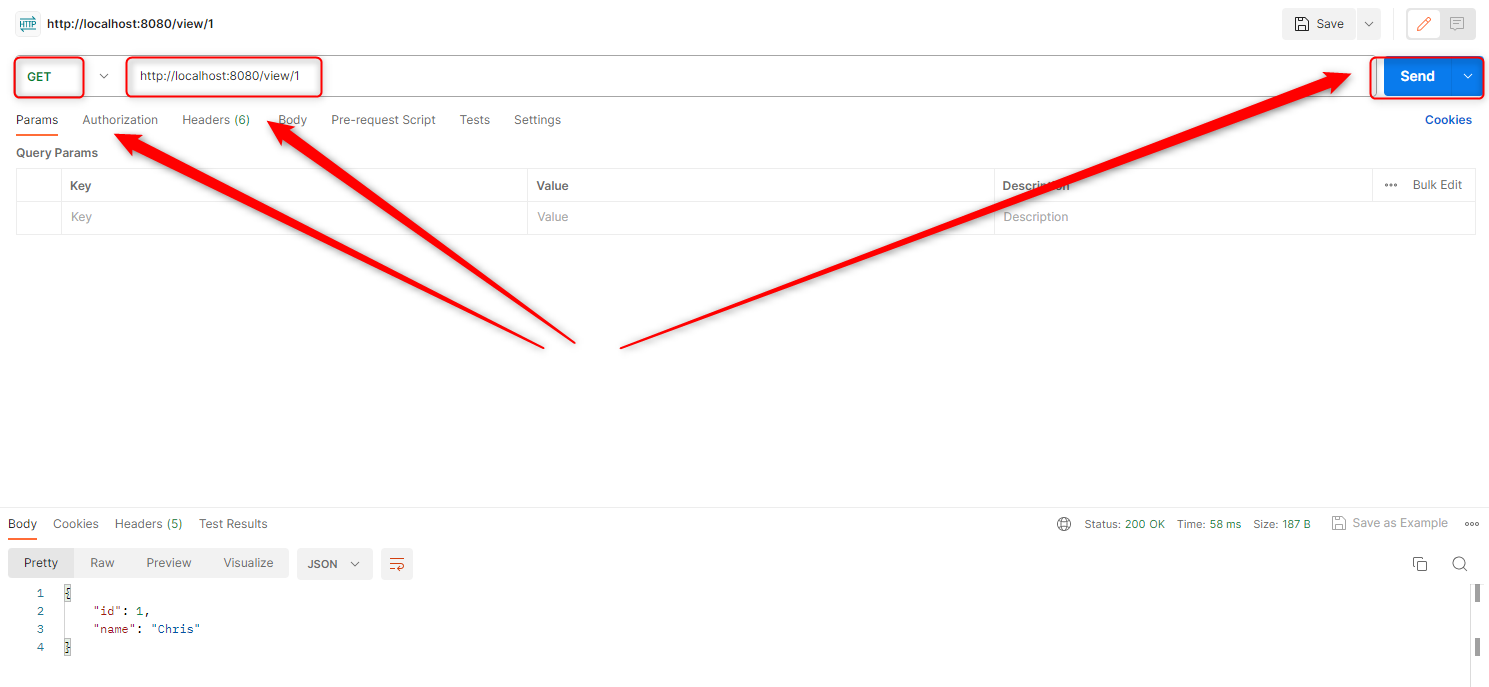 HTTP http://localhost:8080/view/1 Save
GET http://localhost:8080/view/1 Send
Params Authorization Headers (6) Body Pre-request Script Tests Settings Cookies
Query Params
Key Value Description ••• Bulk Edit
Key Value Description
Body Cookies Headers (5) Test Results Status: 200 OK Time: 58 ms Size: 187 B Save as Example
Pretty Raw Preview Visualize JSON
1 {
2 "id": 1,
3 "name": "Chris"
4 }